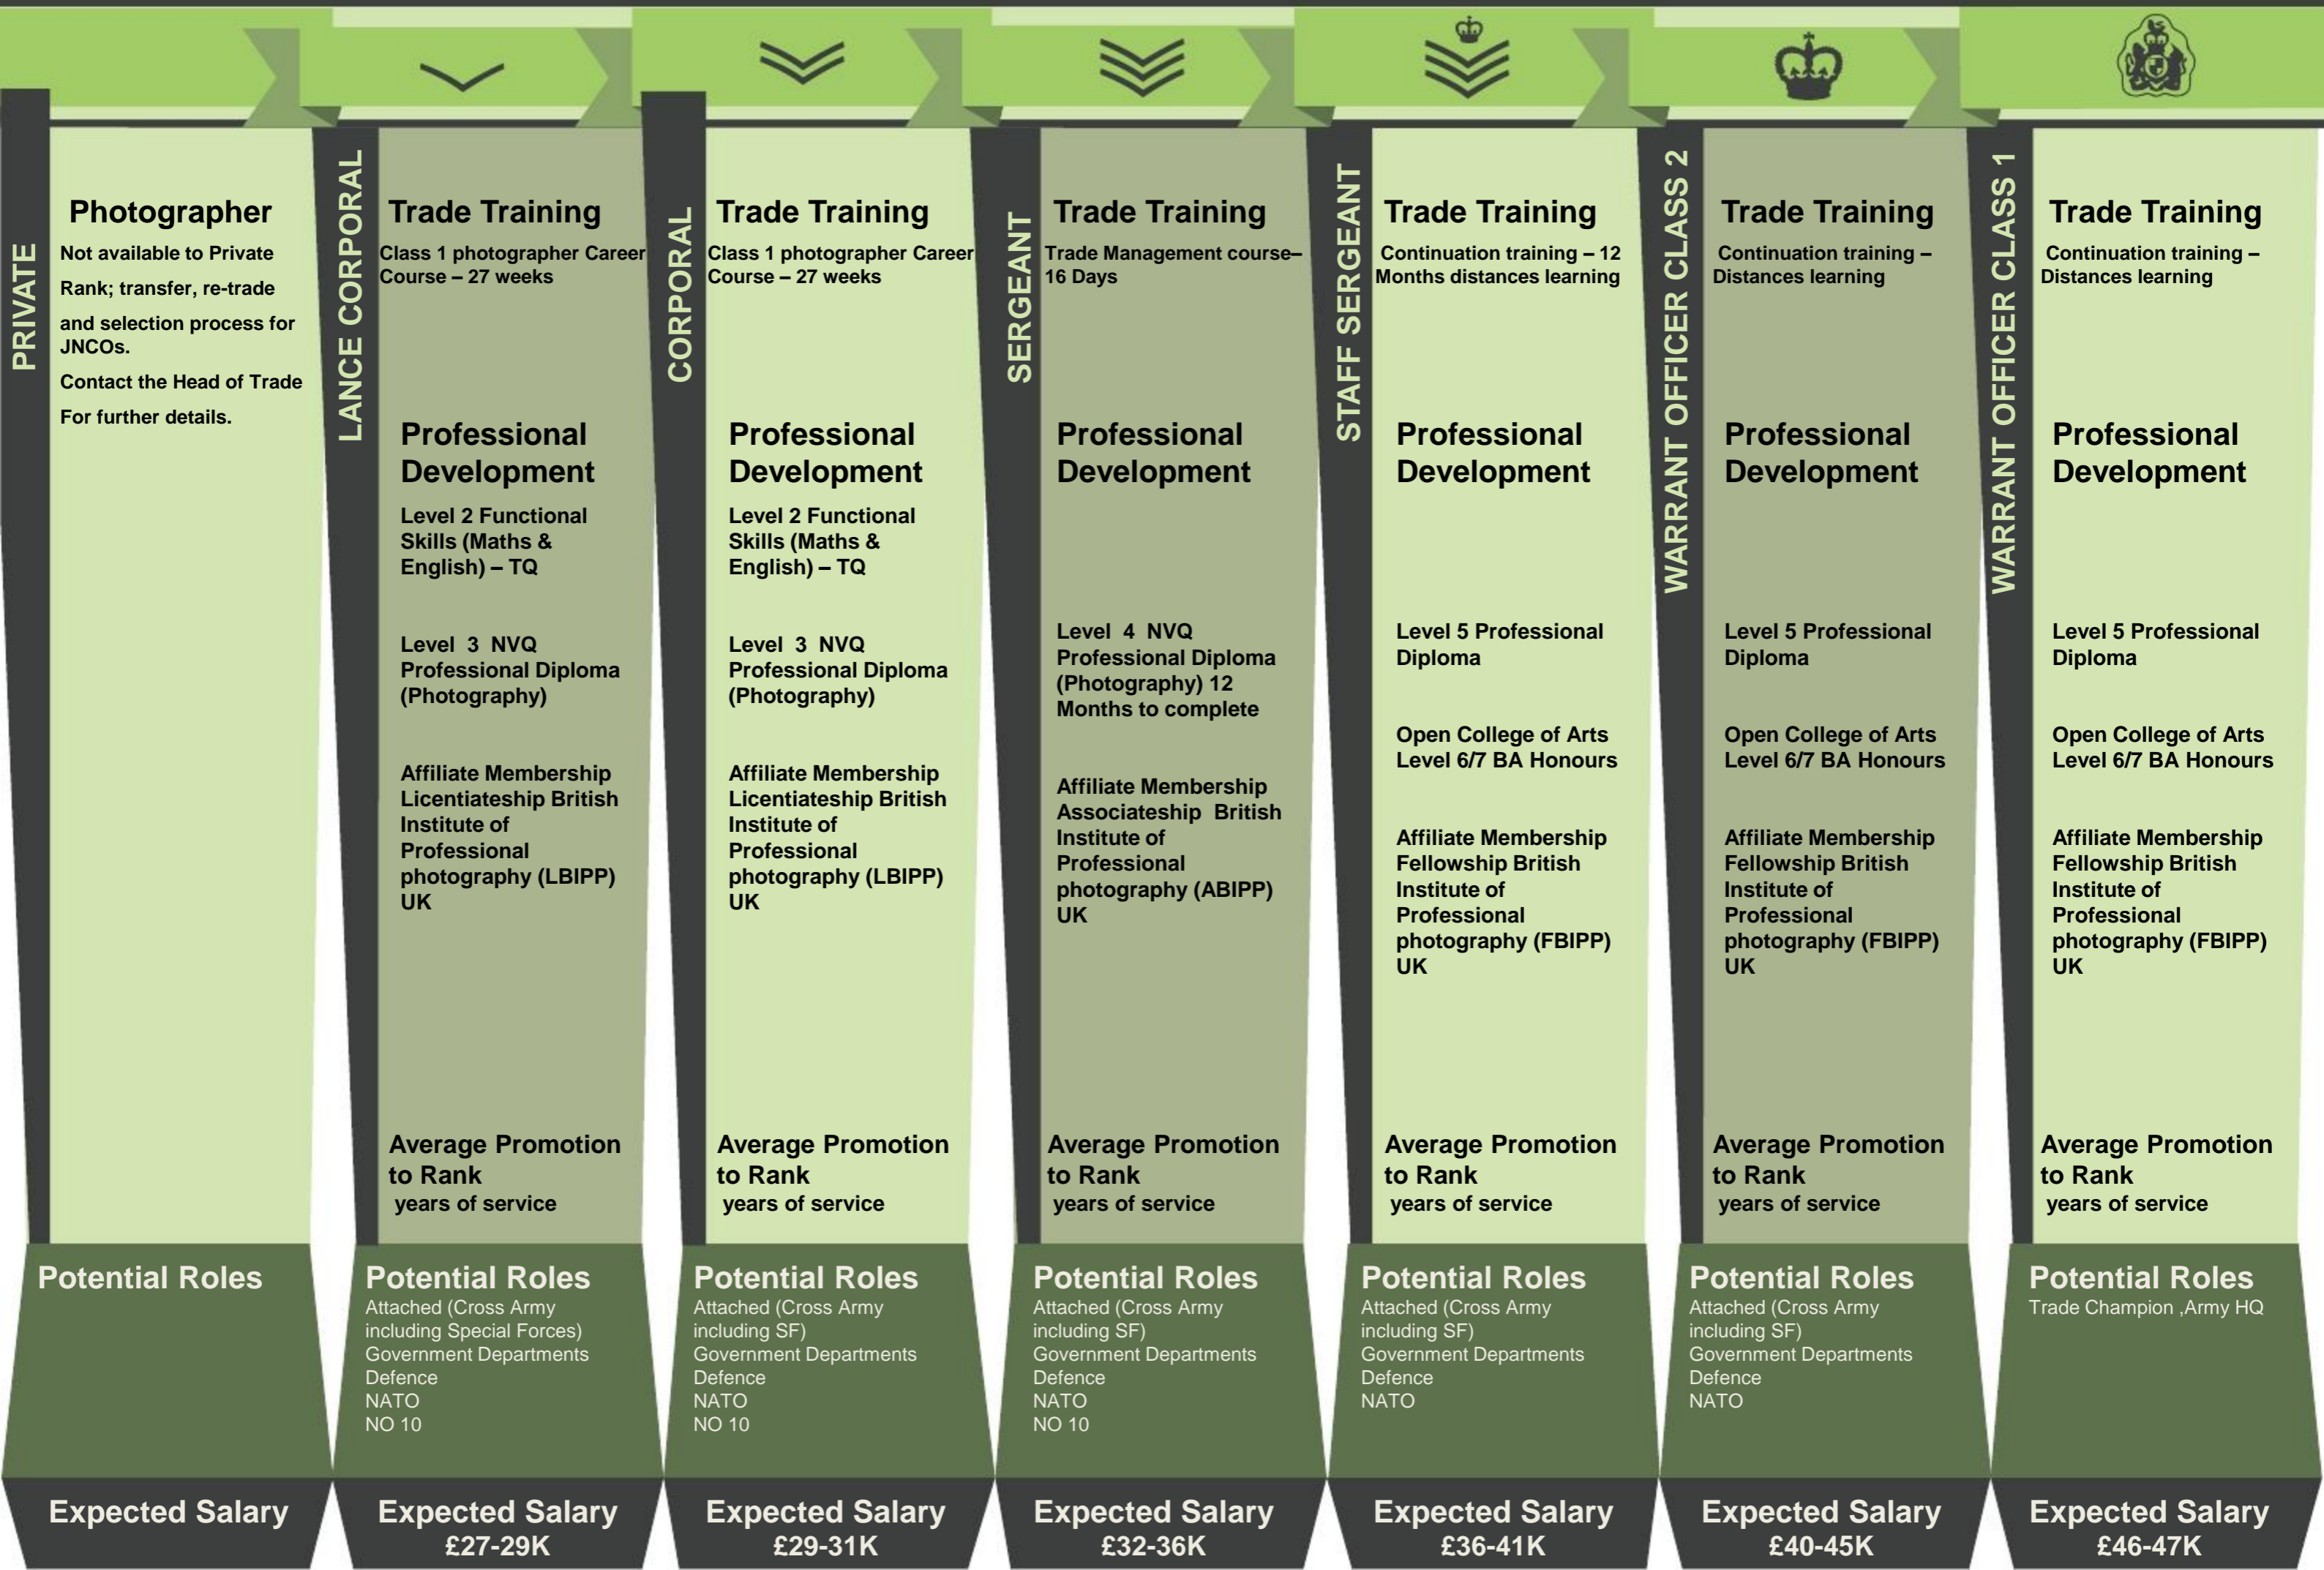 PRIVATE
Photographer
Not available to Private
Rank; transfer, re-trade
and selection process for
JNCOs.
Contact the Head of Trade
For further details.
Potential Roles
Expected Salary
LANCE CORPORAL
Trade Training
Class 1 photographer Career
Course – 27 weeks
Professional
Development
Level 2 Functional
Skills (Maths &
English) – TQ
Level 3 NVQ
Professional Diploma
(Photography)
Affiliate Membership
Licentiateship British
Institute of
Professional
photography (LBIPP)
UK
Average Promotion
to Rank
years of service
Potential Roles
Attached (Cross Army
including Special Forces)
Government Departments
Defence
NATO
NO 10
Expected Salary
£27-29K
CORPORAL
Trade Training
Class 1 photographer Career
Course – 27 weeks
Professional
Development
Level 2 Functional
Skills (Maths &
English) – TQ
Level 3 NVQ
Professional Diploma
(Photography)
Affiliate Membership
Licentiateship British
Institute of
Professional
photography (LBIPP)
UK
Average Promotion
to Rank
years of service
Potential Roles
Attached (Cross Army
including SF)
Government Departments
Defence
NATO
NO 10
Expected Salary
£29-31K
SERGEANT
Trade Training
Trade Management course–
16 Days
Professional
Development
Level 4 NVQ
Professional Diploma
(Photography) 12
Months to complete
Affiliate Membership
Associateship British
Institute of
Professional
photography (ABIPP)
UK
Average Promotion
to Rank
years of service
Potential Roles
Attached (Cross Army
including SF)
Government Departments
Defence
NATO
NO 10
Expected Salary
£32-36K
STAFF SERGEANT
Trade Training
Continuation training – 12
Months distances learning
Professional
Development
Level 5 Professional
Diploma
Open College of Arts
Level 6/7 BA Honours
Affiliate Membership
Fellowship British
Institute of
Professional
photography (FBIPP)
UK
Average Promotion
to Rank
years of service
Potential Roles
Attached (Cross Army
including SF)
Government Departments
Defence
NATO
Expected Salary
£36-41K
WARRANT OFFICER CLASS 2
Trade Training
Continuation training –
Distances learning
Professional
Development
Level 5 Professional
Diploma
Open College of Arts
Level 6/7 BA Honours
Affiliate Membership
Fellowship British
Institute of
Professional
photography (FBIPP)
UK
Average Promotion
to Rank
years of service
Potential Roles
Attached (Cross Army
including SF)
Government Departments
Defence
NATO
Expected Salary
£40-45K
WARRANT OFFICER CLASS 1
Trade Training
Continuation training –
Distances learning
Professional
Development
Level 5 Professional
Diploma
Open College of Arts
Level 6/7 BA Honours
Affiliate Membership
Fellowship British
Institute of
Professional
photography (FBIPP)
UK
Average Promotion
to Rank
years of service
Potential Roles
Trade Champion ,Army HQ
Expected Salary
£46-47K